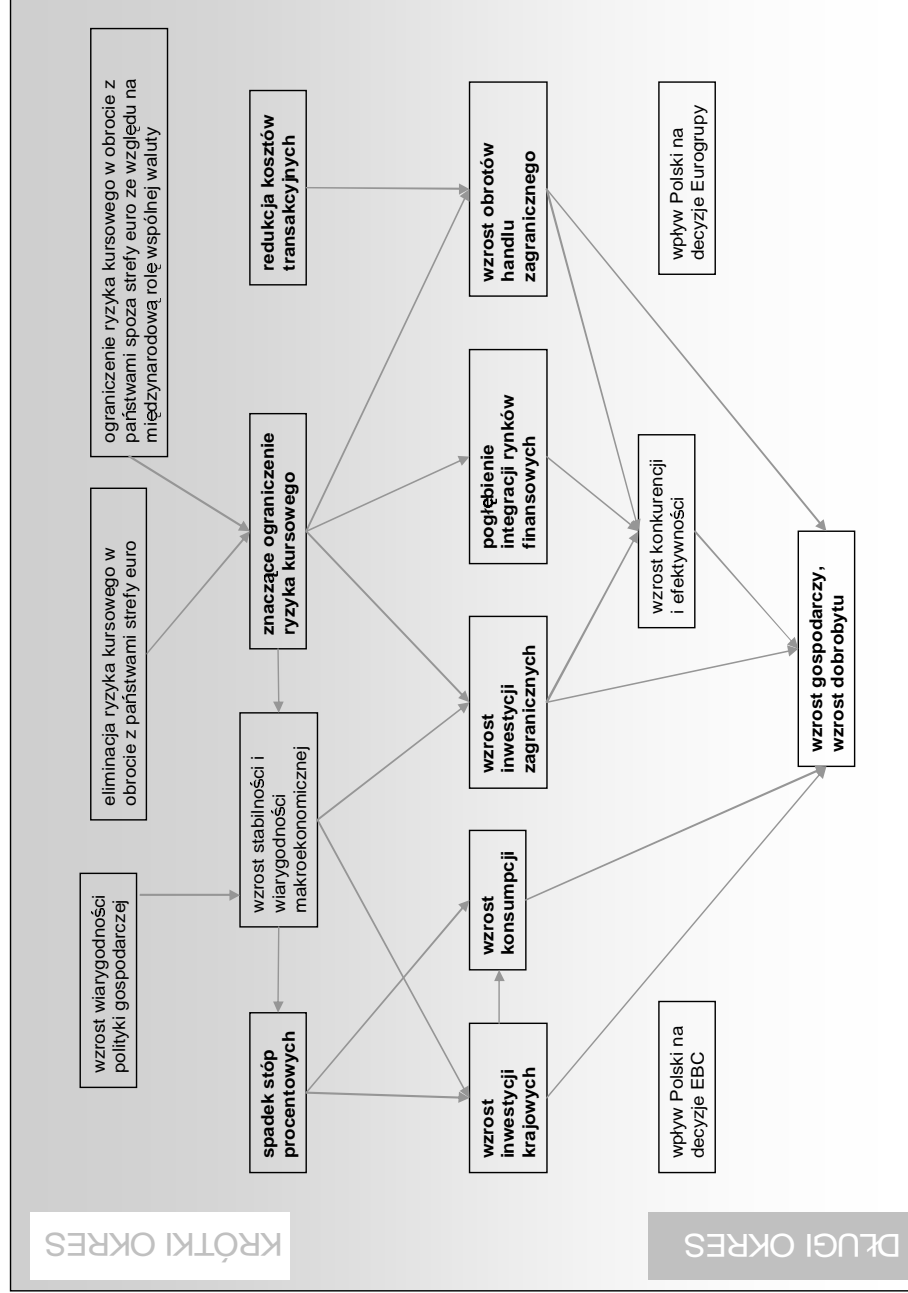 wzrost wiarygodności
polityki gospodarczej
eliminacja ryzyka kursowego w
obrocie z państwami strefy euro
ograniczenie ryzyka kursowego w obrocie z
państwami spoza strefy euro ze względu na
międzynarodową rolę wspólnej waluty
spadek stóp
procentowych
wzrost stabilności i
wiarygodności
makroekonomicznej
znaczące ograniczenie
ryzyka kursowego
redukcja kosztów
transakcyjnych
wzrost
inwestycji
krajowych
wzrost
konsumpcji
wzrost
inwestycji
zagranicznych
pogłębienie
integracji rynków
finansowych
wzrost obrotów
handlu
zagranicznego
wpływ Polski na
decyzje EBC
wzrost konkurencji
i efektywności
wpływ Polski na
decyzje Eurogrupy
wzrost gospodarczy,
wzrost dobrobytu
KRÓTKI OKRES
DŁUGI OKRES